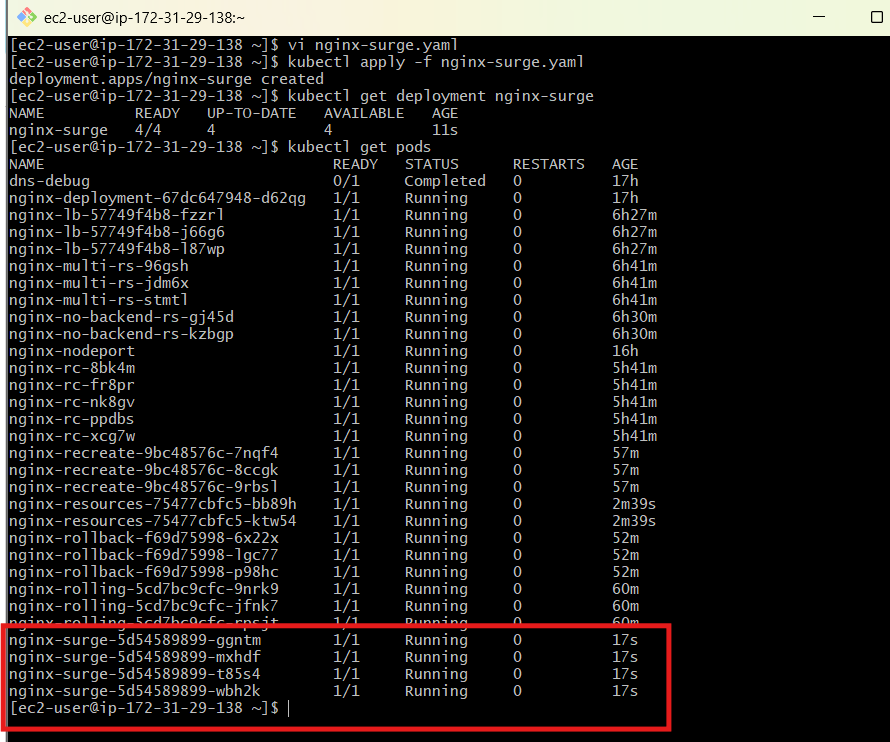 ec2-user@ip-172-31-29-138:~
[ec2-user@ip-172-31-29-138 ~]$ vi nginx-surge.yaml
[ec2-user@ip-172-31-29-138 ~]$ kubectl apply -f nginx-surge.yaml
deployment.apps/nginx-surge created
[ec2-user@ip-172-31-29-138 ~]$ kubectl get deployment nginx-surge
NAME READY UP-TO-DATE AVAILABLE AGE
nginx-surge 4/4 4 4 11s
[ec2-user@ip-172-31-29-138 ~]$ kubectl get pods
NAME READY STATUS RESTARTS AGE
dns-debug 0/1 Completed 0 17h
nginx-deployment-67dc647948-d62qg 1/1 Running 0 17h
nginx-lb-57749f4b8-fzzrl 1/1 Running 0 6h27m
nginx-lb-57749f4b8-j66g6 1/1 Running 0 6h27m
nginx-lb-57749f4b8-l87wp 1/1 Running 0 6h27m
nginx-multi-rs-96gsh 1/1 Running 0 6h41m
nginx-multi-rs-jdm6x 1/1 Running 0 6h41m
nginx-multi-rs-stmtl 1/1 Running 0 6h41m
nginx-no-backend-rs-gj45d 1/1 Running 0 6h30m
nginx-no-backend-rs-kzbgp 1/1 Running 0 6h30m
nginx-nodeport 1/1 Running 0 16h
nginx-rc-8bk4m 1/1 Running 0 5h41m
nginx-rc-fr8pr 1/1 Running 0 5h41m
nginx-rc-nk8gv 1/1 Running 0 5h41m
nginx-rc-ppdbs 1/1 Running 0 5h41m
nginx-rc-xcg7w 1/1 Running 0 5h41m
nginx-recreate-9bc48576c-7nqf4 1/1 Running 0 57m
nginx-recreate-9bc48576c-8ccgk 1/1 Running 0 57m
nginx-recreate-9bc48576c-9rbsl 1/1 Running 0 57m
nginx-resources-75477cbfc5-bb89h 1/1 Running 0 2m39s
nginx-resources-75477cbfc5-ktw54 1/1 Running 0 2m39s
nginx-rollback-f69d75998-6x22x 1/1 Running 0 52m
nginx-rollback-f69d75998-lgc77 1/1 Running 0 52m
nginx-rollback-f69d75998-p98hc 1/1 Running 0 52m
nginx-rolling-5cd7bc9cfc-9nrk9 1/1 Running 0 60m
nginx-rolling-5cd7bc9cfc-jfnk7 1/1 Running 0 60m
nginx-rolling-5cd7bc9cfc-rpsjt 1/1 Running 0 60m
nginx-surge-5d54589899-ggntm 1/1 Running 0 17s
nginx-surge-5d54589899-mxhdf 1/1 Running 0 17s
nginx-surge-5d54589899-t85s4 1/1 Running 0 17s
nginx-surge-5d54589899-wbh2k 1/1 Running 0 17s
[ec2-user@ip-172-31-29-138 ~]$